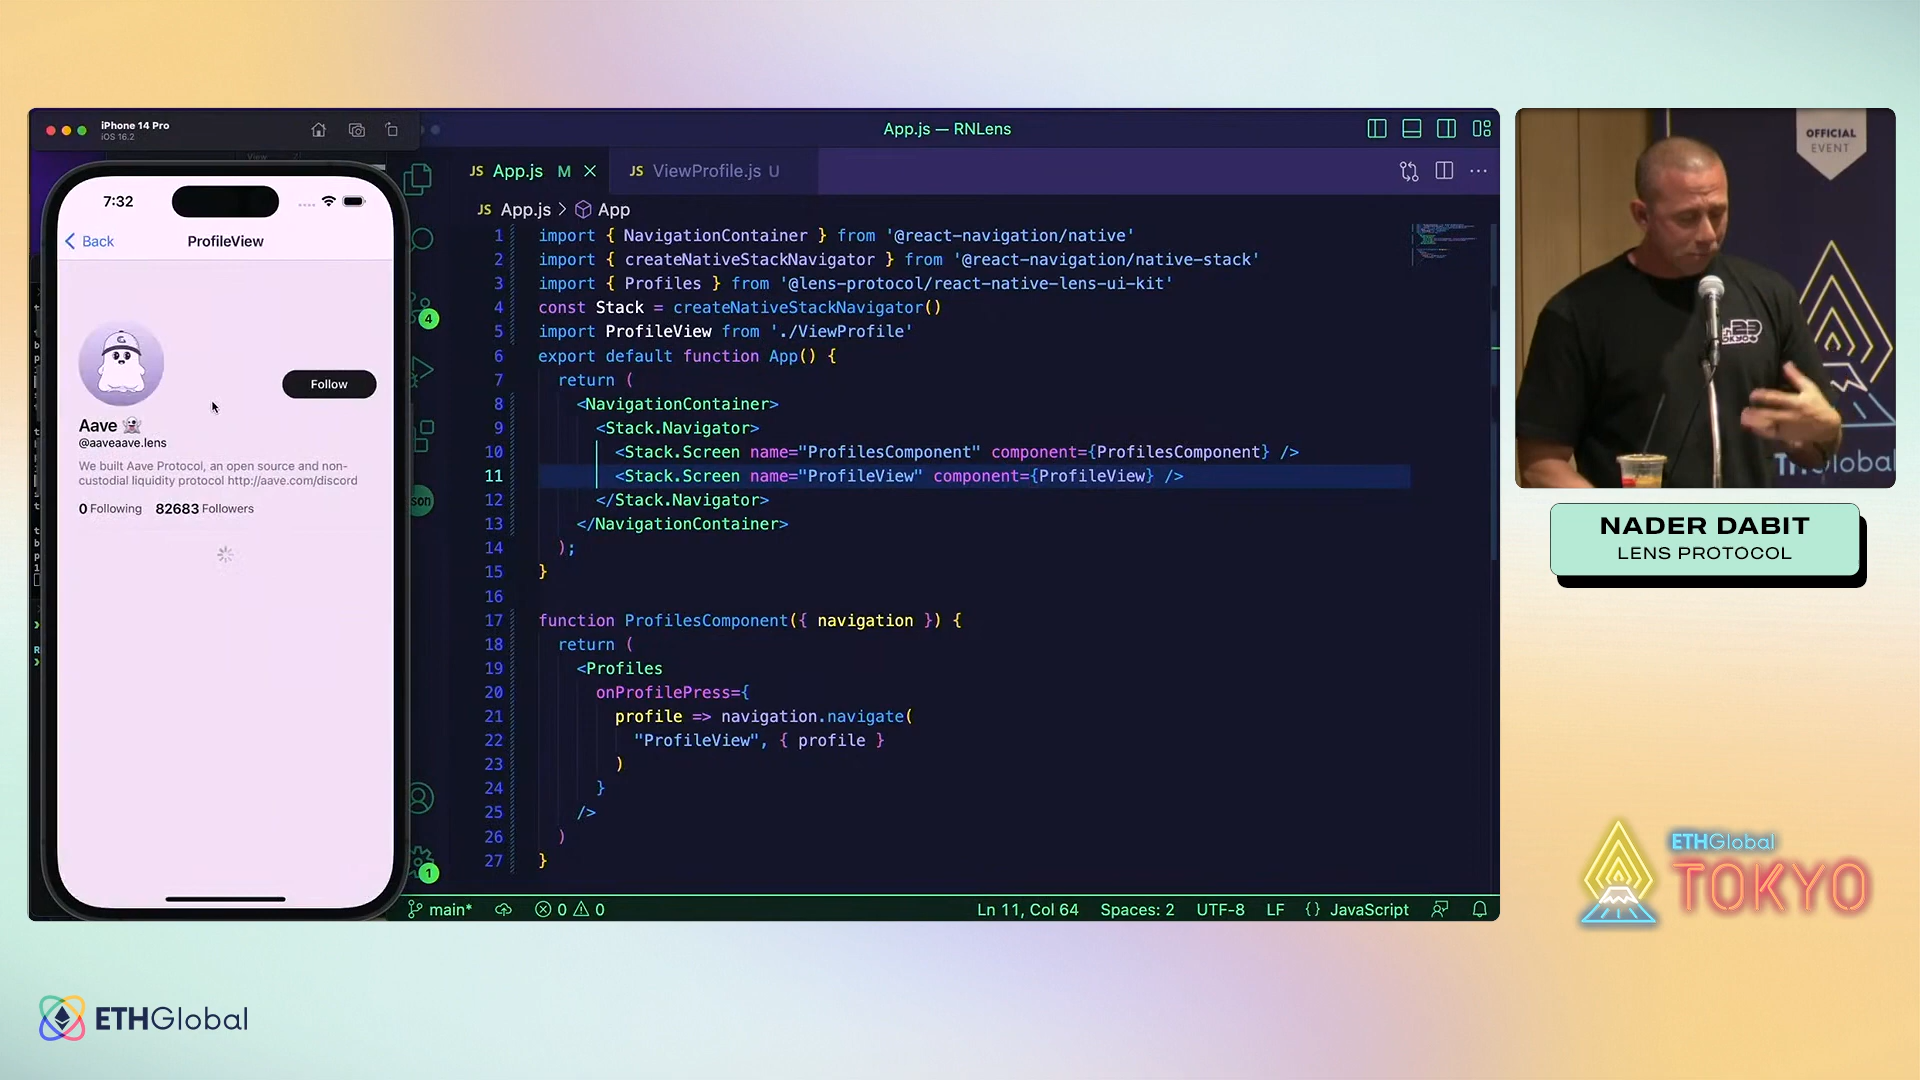 iPhone 14 Pro
iOS 16.2
7:32
Back
ProfileView
Follow
Aave 👻
@aaveaave.lens
We built Aave Protocol, an open source and non-
custodial liquidity protocol http://aave.com/discord
0 Following 82683 Followers
App.js — RNLens
JS App.js M
JS ViewProfile.js U
JS App.js > App
4
1
1 import { NavigationContainer } from '@react-navigation/native'
2 import { createNativeStackNavigator } from '@react-navigation/native-stack'
3 import { Profiles } from '@lens-protocol/react-native-lens-ui-kit'
4 const Stack = createNativeStackNavigator()
5 import ProfileView from './ViewProfile'
6 export default function App() {
7 return (
8 <NavigationContainer>
9 <Stack.Navigator>
10 <Stack.Screen name="ProfilesComponent" component={ProfilesComponent} />
11 <Stack.Screen name="ProfileView" component={ProfileView} />
12 </Stack.Navigator>
13 </NavigationContainer>
14 );
15 }
16
17 function ProfilesComponent({ navigation }) {
18 return (
19 <Profiles
20 onProfilePress={
21 profile => navigation.navigate(
22 "ProfileView", { profile }
23 )
24 }
25 />
26 )
27 }
main* 0 0
Ln 11, Col 64 Spaces: 2 UTF-8 LF {} JavaScript
OFFICIAL
EVENT
NADER DABIT
LENS PROTOCOL
ETHGlobal
TOKYO
ETHGlobal